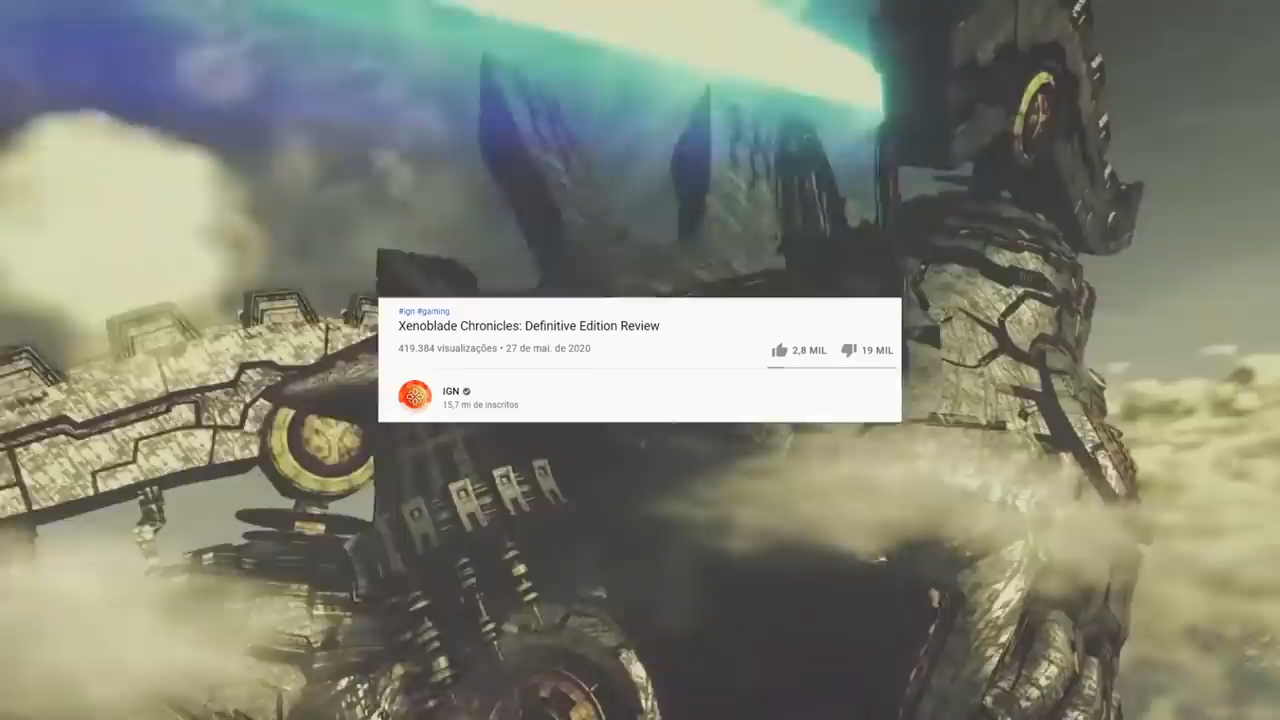 #ign #gaming
Xenoblade Chronicles: Definitive Edition Review
419.384 visualizações • 27 de mai. de 2020
2,8 MIL 19 MIL
IGN
15,7 mi de inscritos